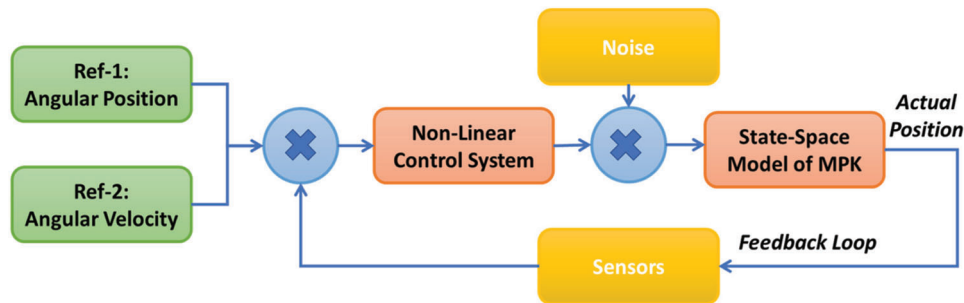 Ref-1:
Angular Position
Ref-2:
Angular Velocity
Non-Linear
Control System
Noise
State-Space
Model of MPK
Actual
Position
Feedback Loop
Sensors